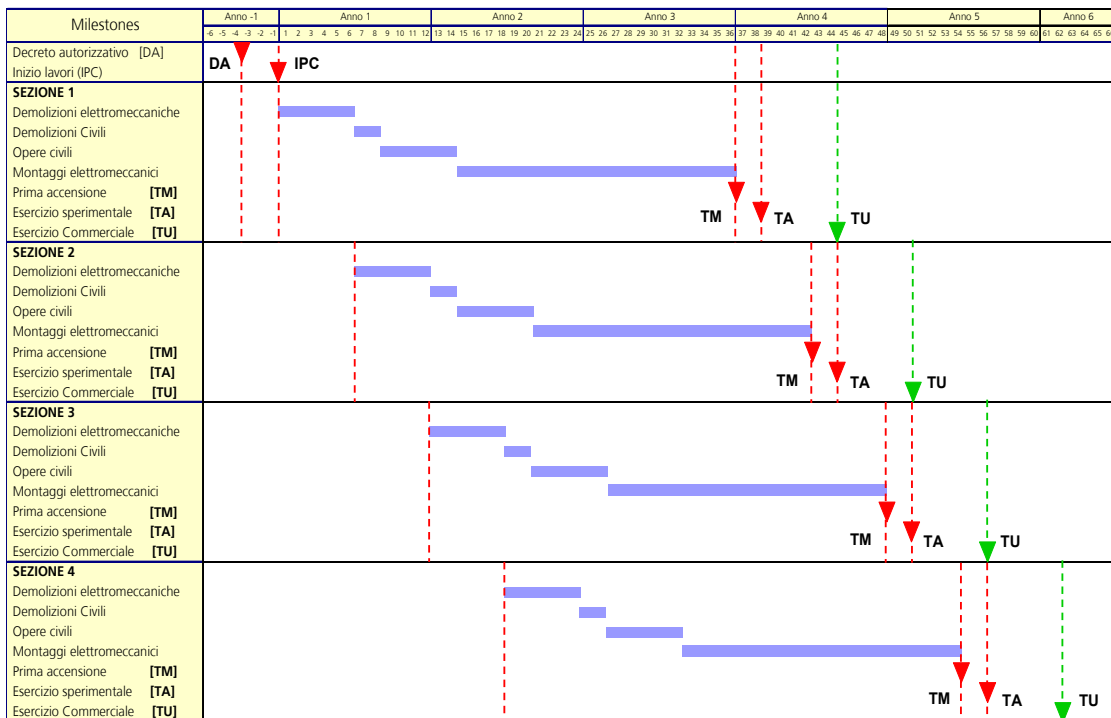 Milestones Anno -1 Anno 1 Anno 2 Anno 3 Anno 4 Anno 5 Anno 6
-6 -5 -4 -3 -2 -1 1 2 3 4 5 6 7 8 9 10 11 12 13 14 15 16 17 18 19 20 21 22 23 24 25 26 27 28 29 30 31 32 33 34 35 36 37 38 39 40 41 42 43 44 45 46 47 48 49 50 51 52 53 54 55 56 57 58 59 60 61 62 63 64 65
Decreto autorizzativo [DA] DA IPC
Inizio lavori (IPC)
SEZIONE 1
Demolizioni elettromeccaniche
Demolizioni Civili
Opere civili
Montaggi elettromeccanici
Prima accensione [TM]
Esercizio sperimentale [TA] TM TA TU
Esercizio Commerciale [TU]
SEZIONE 2
Demolizioni elettromeccaniche
Demolizioni Civili
Opere civili
Montaggi elettromeccanici
Prima accensione [TM]
Esercizio sperimentale [TA] TM TA TU
Esercizio Commerciale [TU]
SEZIONE 3
Demolizioni elettromeccaniche
Demolizioni Civili
Opere civili
Montaggi elettromeccanici
Prima accensione [TM]
Esercizio sperimentale [TA]
Esercizio Commerciale [TU] TM TA TU
SEZIONE 4
Demolizioni elettromeccaniche
Demolizioni Civili
Opere civili
Montaggi elettromeccanici
Prima accensione [TM]
Esercizio sperimentale [TA] TM TA TU
Esercizio Commerciale [TU]